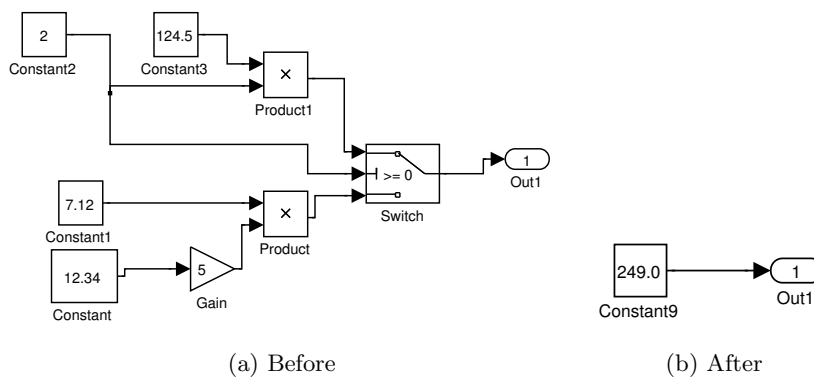 2
Constant2
124.5
Constant3
×
Product1
>= 0
Switch
1
Out1
7.12
Constant1
×
Product
12.34
Constant
5
Gain
(a) Before
249.0
Constant9
1
Out1
(b) After